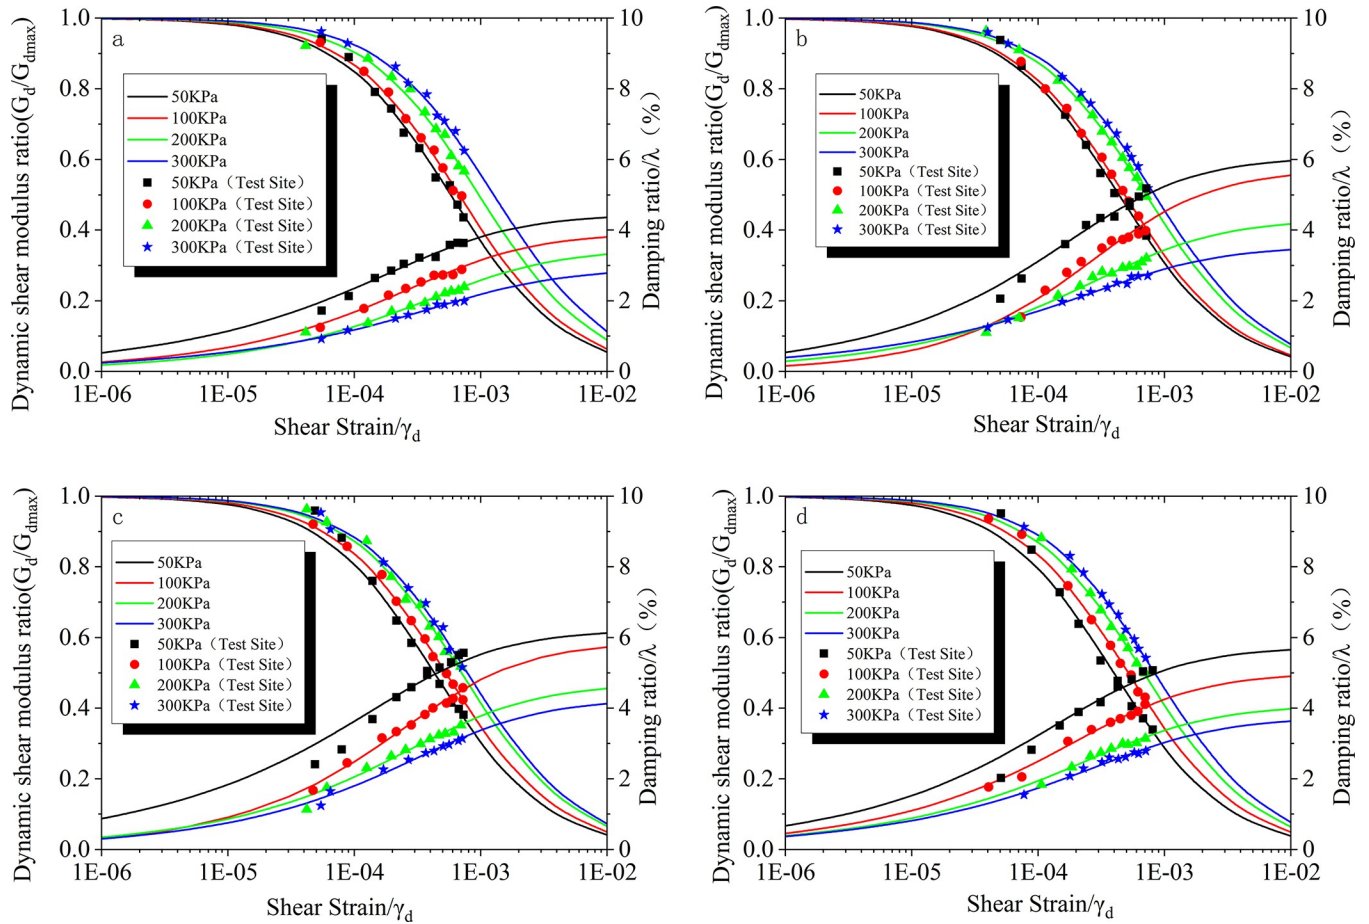 a
Dynamic shear modulus ratio(Gd/Gdmax)
1.0
0.8
0.6
0.4
0.2
0.0
50KPa
100KPa
200KPa
300KPa
50KPa（Test Site）
100KPa（Test Site）
200KPa（Test Site）
300KPa（Test Site）
10
8
6
4
2
0
Damping ratio/λ（%）
1E-06 1E-05 1E-04 1E-03 1E-02
Shear Strain/γd
b
Dynamic shear modulus ratio(Gd/Gdmax)
1.0
0.8
0.6
0.4
0.2
0.0
50KPa
100KPa
200KPa
300KPa
50KPa（Test Site）
100KPa（Test Site）
200KPa（Test Site）
300KPa（Test Site）
10
8
6
4
2
0
Damping ratio/λ（%）
1E-06 1E-05 1E-04 1E-03 1E-02
Shear Strain/γd
c
Dynamic shear modulus ratio(Gd/Gdmax)
1.0
0.8
0.6
0.4
0.2
0.0
50KPa
100KPa
200KPa
300KPa
50KPa（Test Site）
100KPa（Test Site）
200KPa（Test Site）
300KPa（Test Site）
10
8
6
4
2
0
Damping ratio/λ（%）
1E-06 1E-05 1E-04 1E-03 1E-02
Shear Strain/γd
d
Dynamic shear modulus ratio(Gd/Gdmax)
1.0
0.8
0.6
0.4
0.2
0.0
50KPa
100KPa
200KPa
300KPa
50KPa（Test Site）
100KPa（Test Site）
200KPa（Test Site）
300KPa（Test Site）
10
8
6
4
2
0
Damping ratio/λ（%）
1E-06 1E-05 1E-04 1E-03 1E-02
Shear Strain/γd